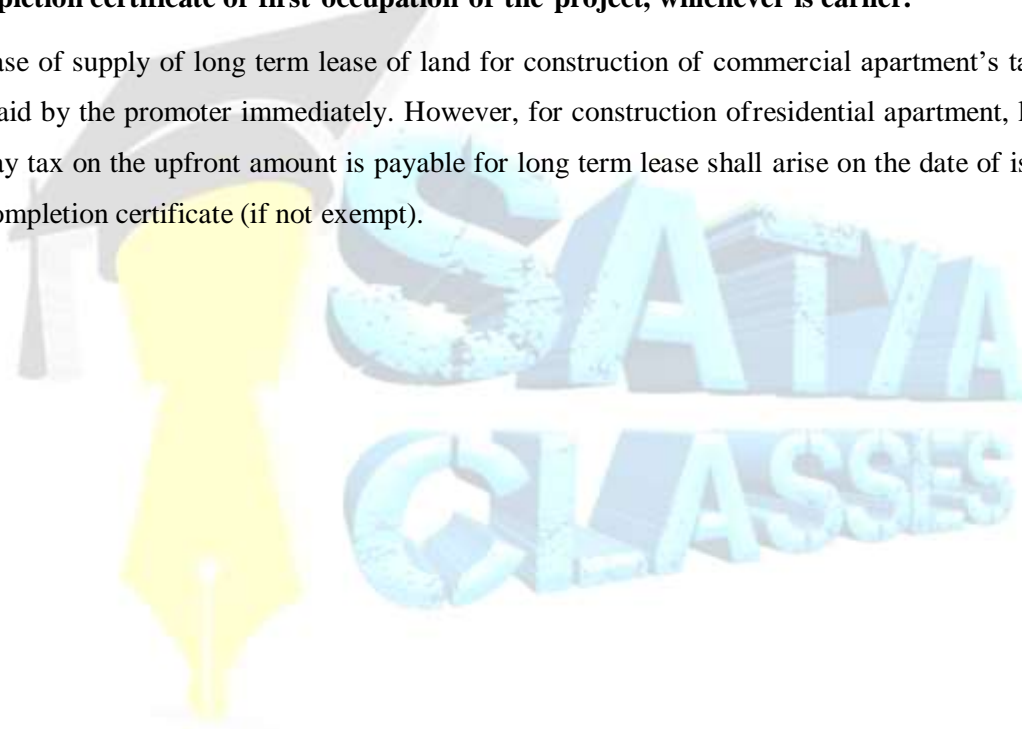 pletion certificate or first occupation of the project, whichever is earlier.
ase of supply of long term lease of land for construction of commercial apartment's ta
aid by the promoter immediately. However, for construction ofresidential apartment, l
ay tax on the upfront amount is payable for long term lease shall arise on the date of is
ompletion certificate (if not exempt).
SATYA
CLASSES